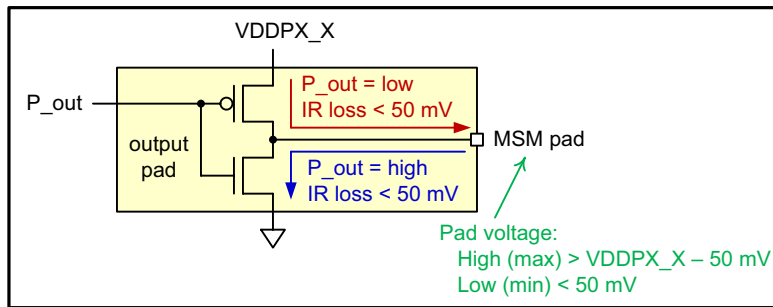 VDDPX_X
P_out = low
IR loss < 50 mV
P_out
output
pad
MSM pad
P_out = high
IR loss < 50 mV
Pad voltage:
High (max) > VDDPX_X – 50 mV
Low (min) < 50 mV